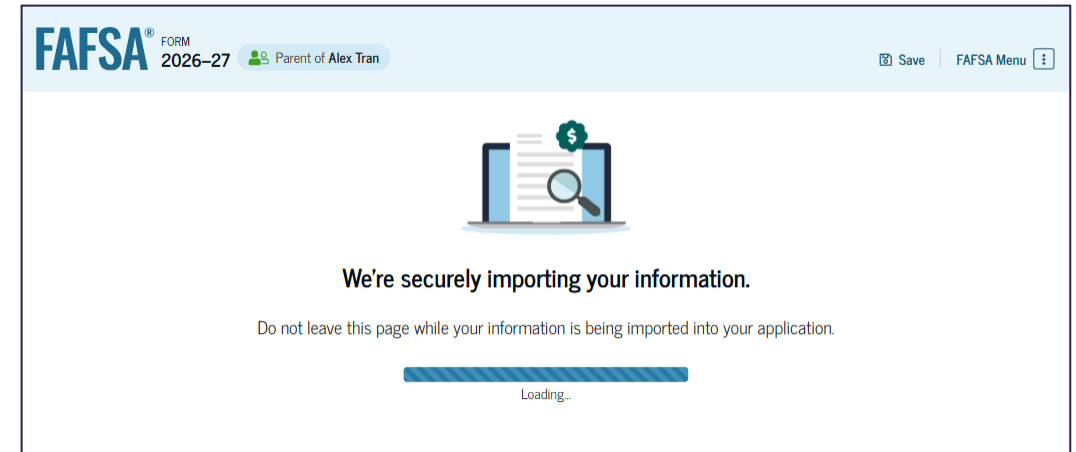 FAFSA® FORM 2026–27 Parent of Alex Tran Save FAFSA Menu
$
We're securely importing your information.
Do not leave this page while your information is being imported into your application.
Loading...